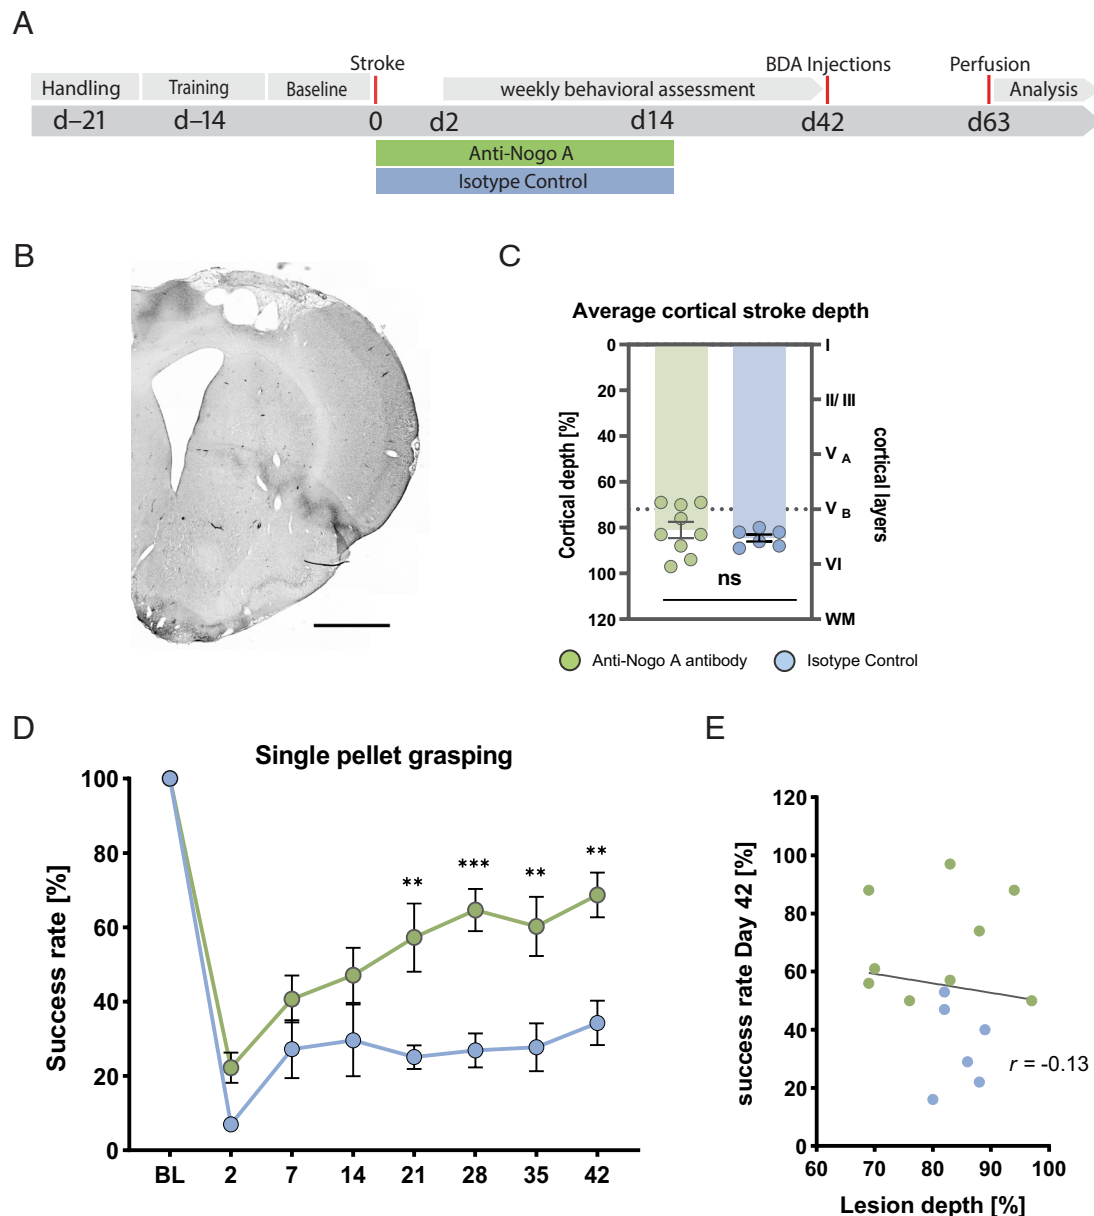 A
Stroke
BDA Injections
Perfusion
Handling
Training
Baseline
weekly behavioral assessment
Analysis
d–21
d–14
0
d2
d14
d42
d63
Anti-Nogo A
Isotype Control
B
C
Average cortical stroke depth
Cortical depth [%]
0
20
40
60
80
100
120
I
II/ III
V A
V B
VI
WM
cortical layers
ns
Anti-Nogo A antibody
Isotype Control
D
Single pellet grasping
Success rate [%]
100
80
60
40
20
0
**
***
**
**
BL 2 7 14 21 28 35 42
E
success rate Day 42 [%]
120
100
80
60
40
20
0
r = -0.13
60 70 80 90 100
Lesion depth [%]